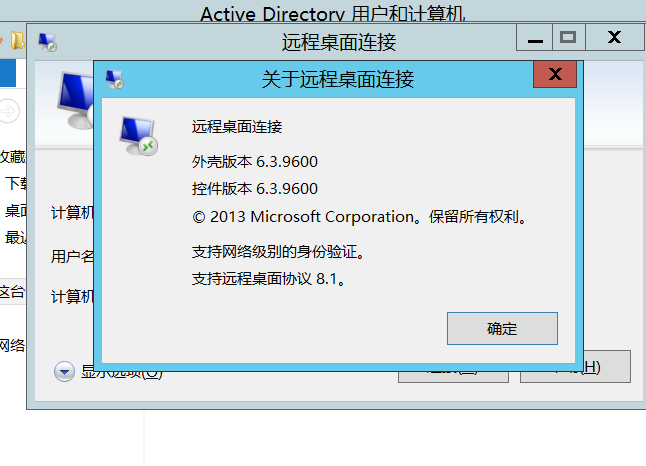 Active Directory 用户和计算机
远程桌面连接
关于远程桌面连接
远程桌面连接
外壳版本 6.3.9600
控件版本 6.3.9600
© 2013 Microsoft Corporation。保留所有权利。
支持网络级别的身份验证。
支持远程桌面协议 8.1。
确定
收藏
下载
桌面
最近
这台
网络
计算机
用户名
计算机
显示选项(O)
(H)